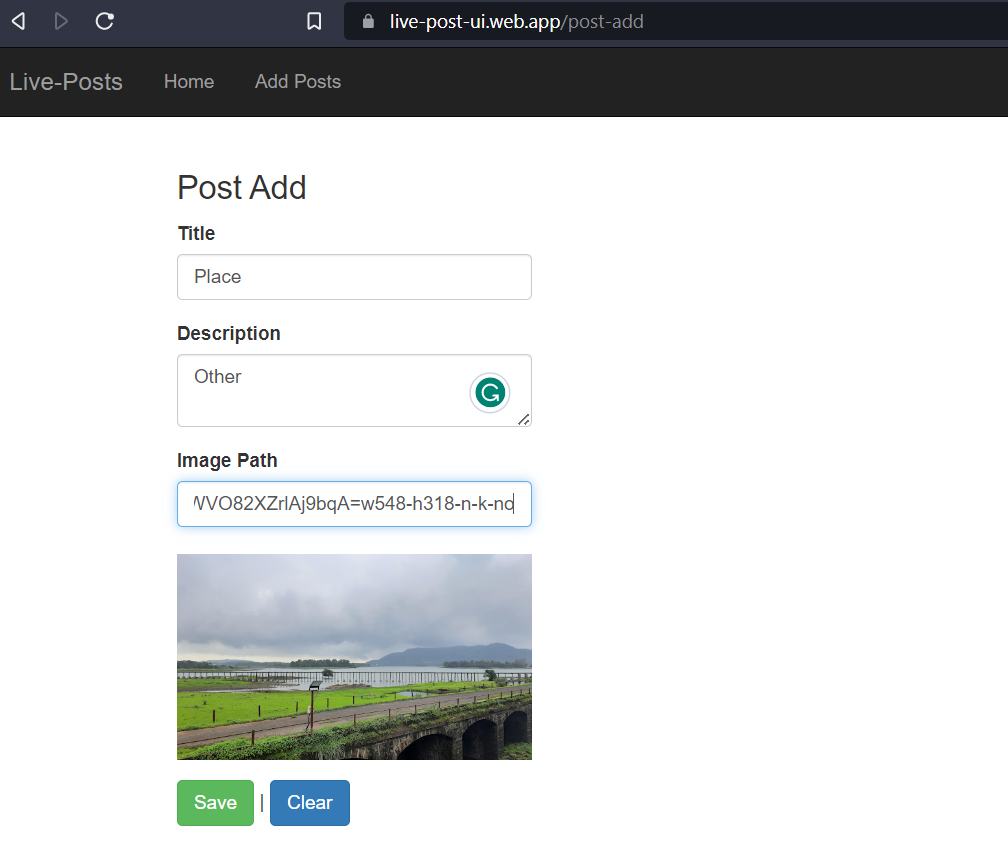 live-post-ui.web.app/post-add
Live-Posts Home Add Posts
Post Add
Title
Place
Description
Other
Image Path
WVO82XZrlAj9bqA=w548-h318-n-k-no
Save | Clear